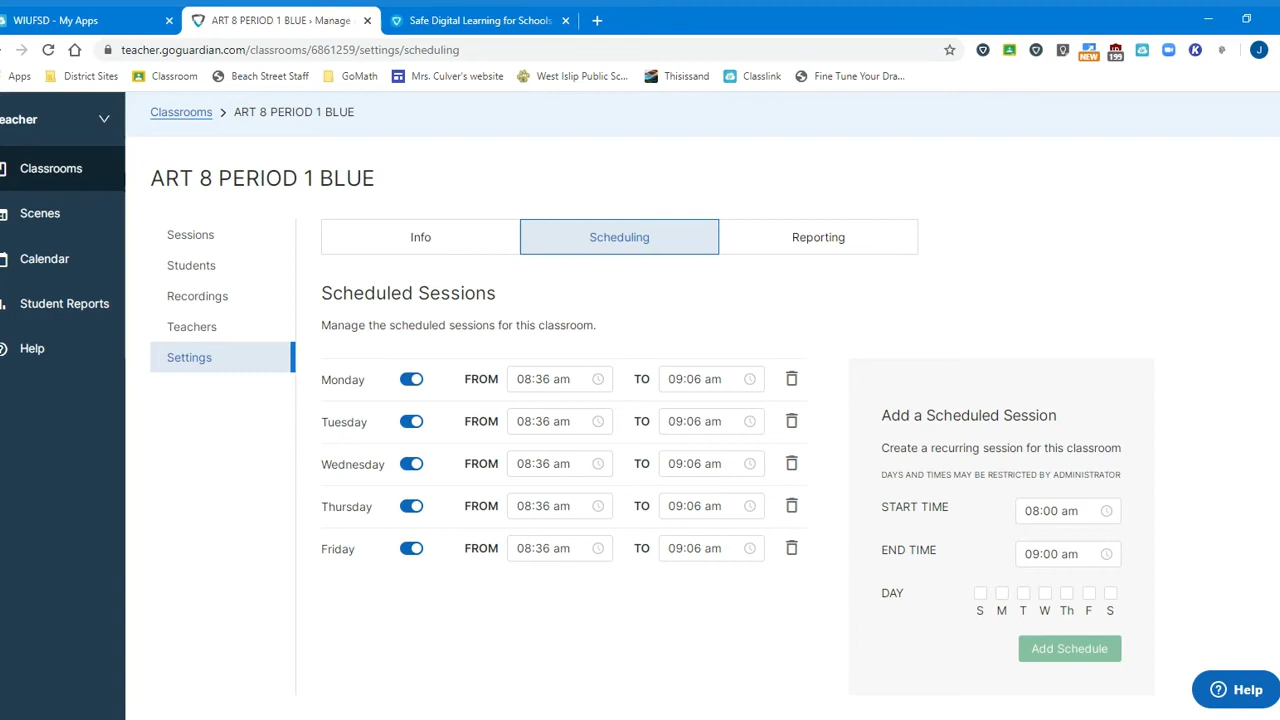 WIUFSD - My Apps
ART 8 PERIOD 1 BLUE › Manage
Safe Digital Learning for Schools
teacher.goguardian.com/classrooms/6861259/settings/scheduling
NEW
199
J
Apps
District Sites
Classroom
Beach Street Staff
GoMath
Mrs. Culver's website
West Islip Public Sc...
Thisissand
Classlink
Fine Tune Your Dra...
eacher
Classrooms
Scenes
Calendar
Student Reports
Help
Classrooms > ART 8 PERIOD 1 BLUE
ART 8 PERIOD 1 BLUE
Sessions
Students
Recordings
Teachers
Settings
Info
Scheduling
Reporting
Scheduled Sessions
Manage the scheduled sessions for this classroom.
Monday FROM 08:36 am TO 09:06 am
Tuesday FROM 08:36 am TO 09:06 am
Wednesday FROM 08:36 am TO 09:06 am
Thursday FROM 08:36 am TO 09:06 am
Friday FROM 08:36 am TO 09:06 am
Add a Scheduled Session
Create a recurring session for this classroom
DAYS AND TIMES MAY BE RESTRICTED BY ADMINISTRATOR
START TIME 08:00 am
END TIME 09:00 am
DAY
S M T W Th F S
Add Schedule
Help